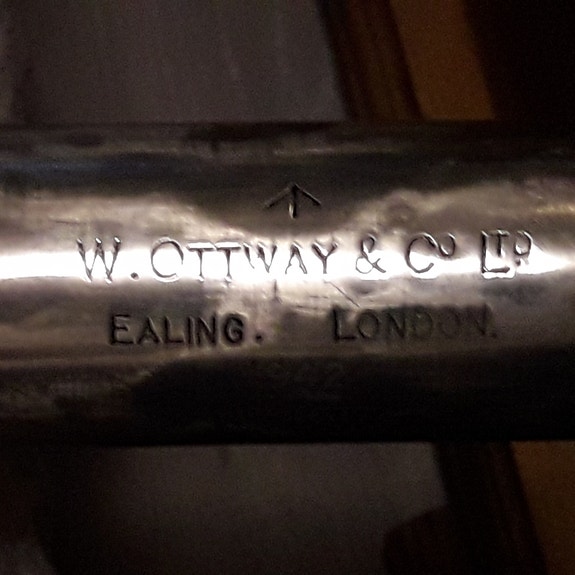 W. OTTWAY & Co LTD
EALING. LONDON.